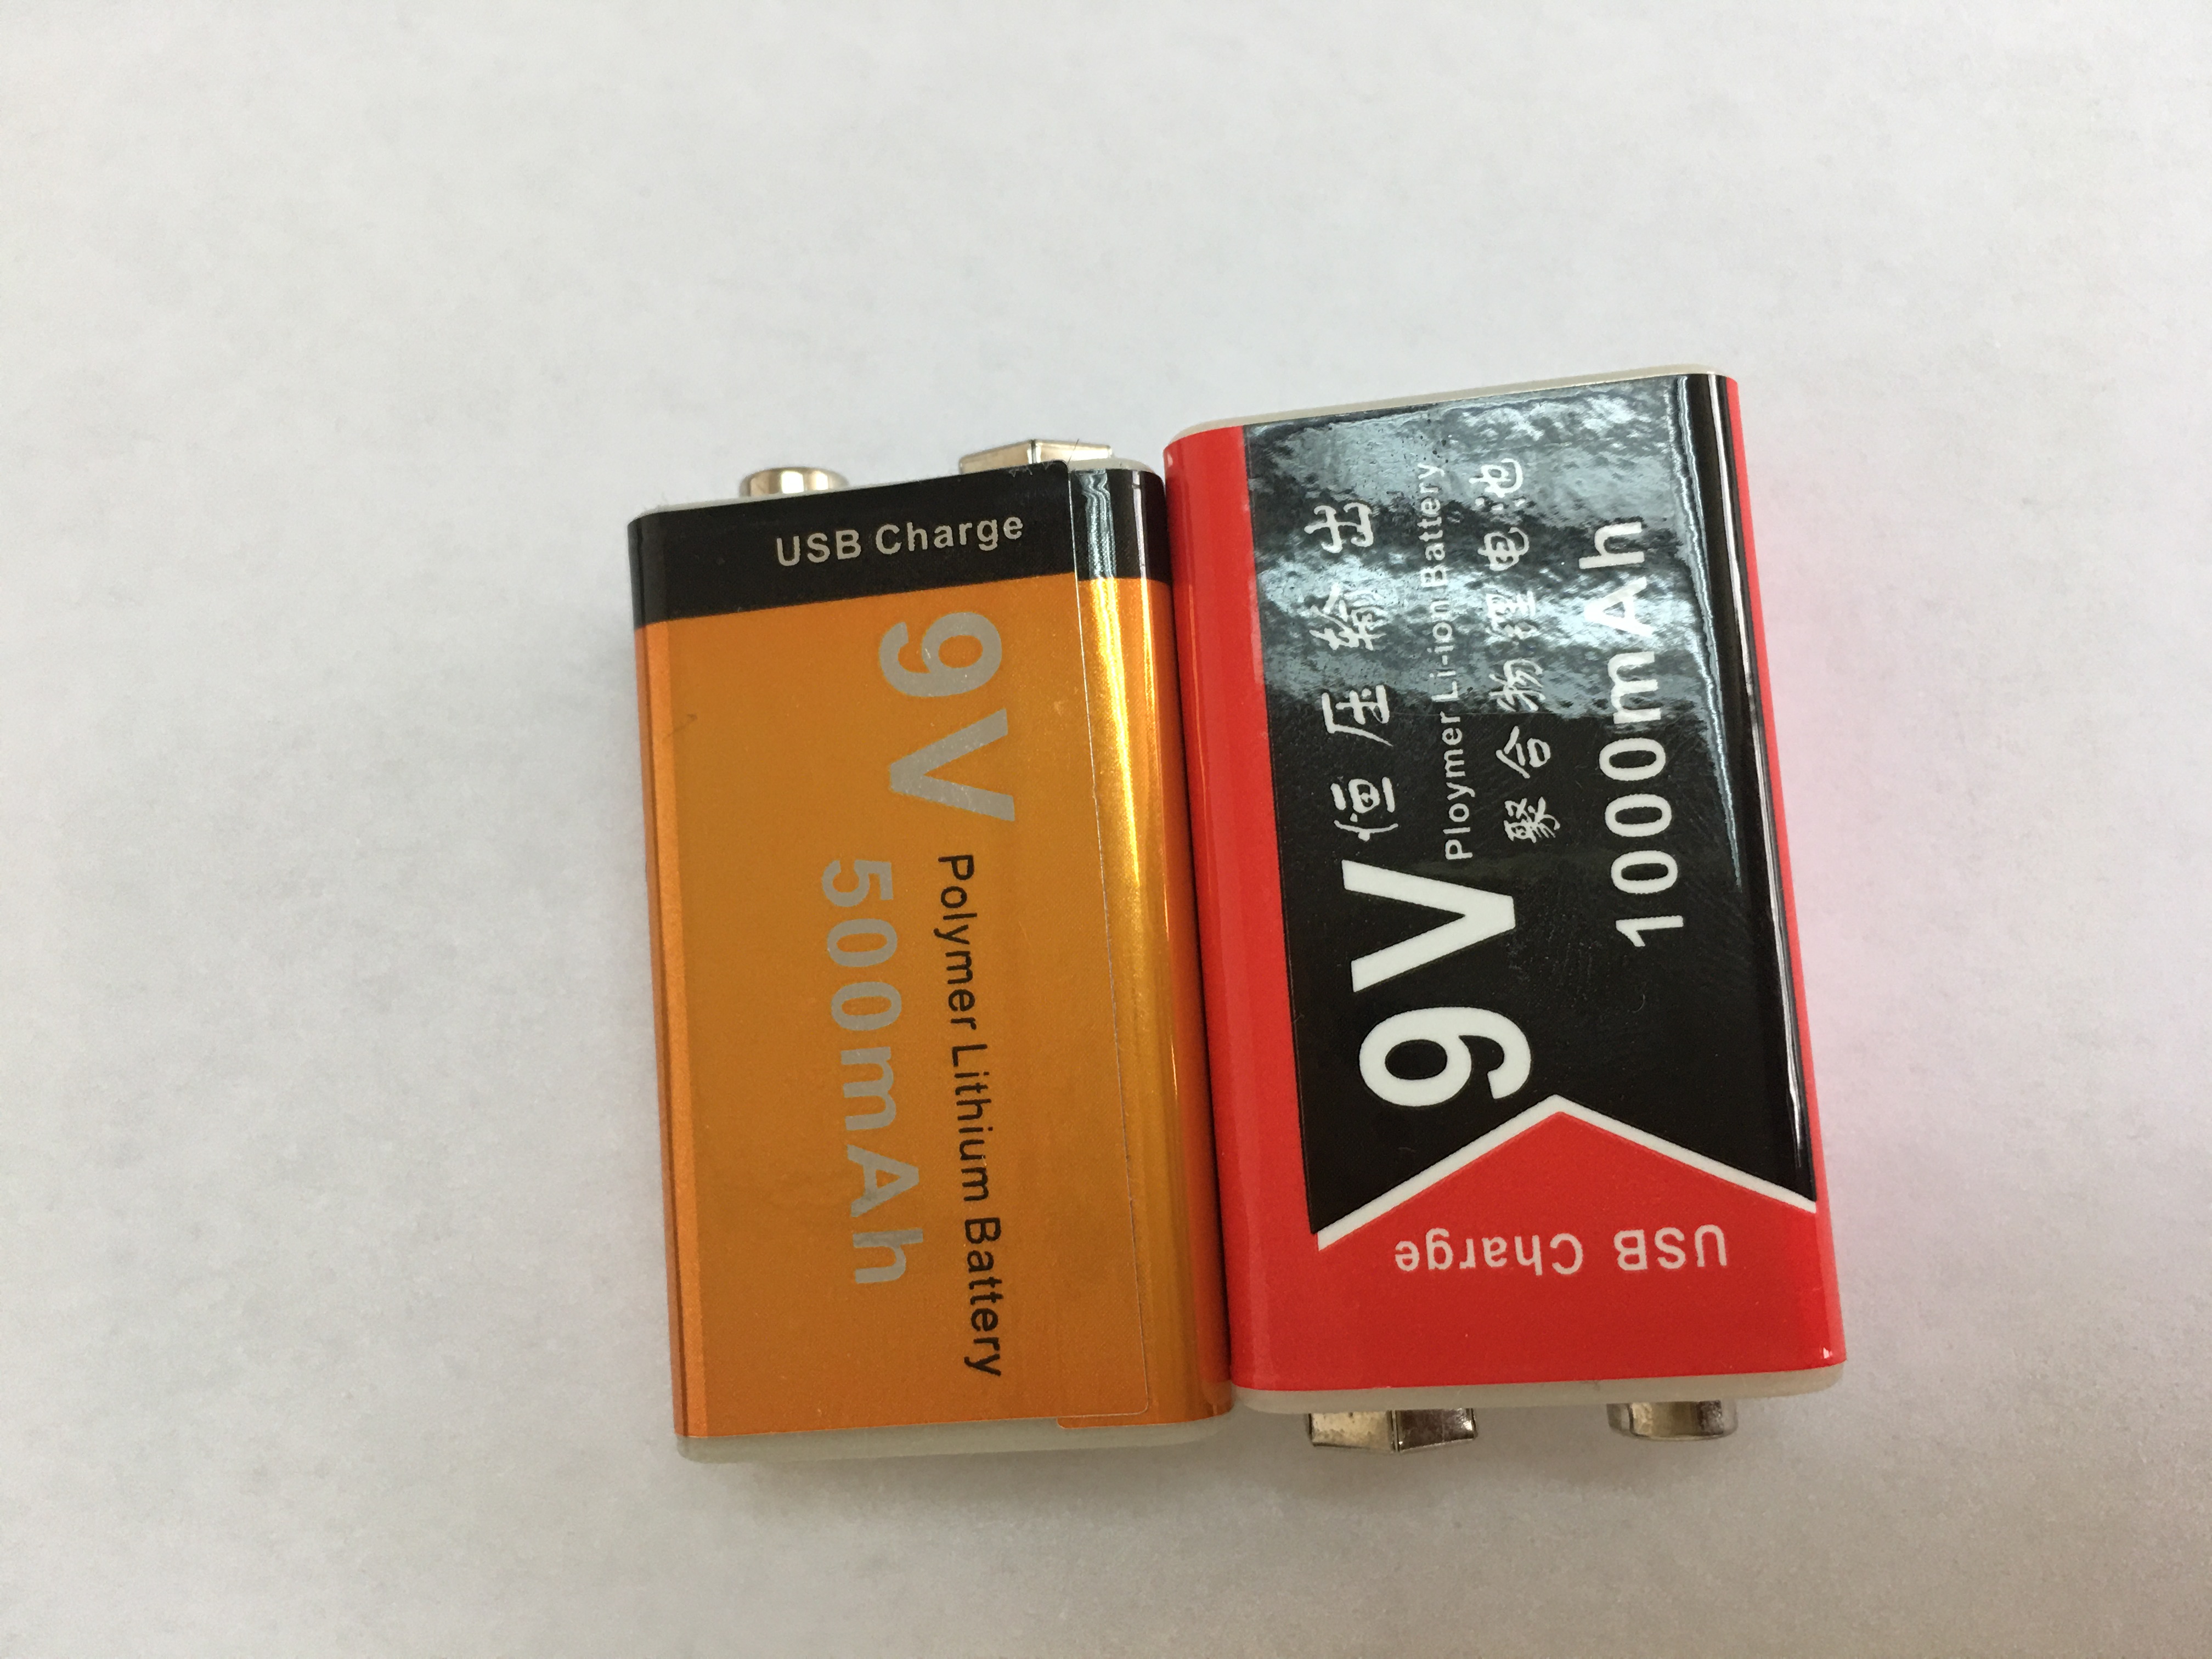 USB Charge
9V
Polymer Lithium Battery
500mAh
9V 恒压输出
Ploymer Li-ion Battery
聚合物锂电池
1000mAh
USB Charge